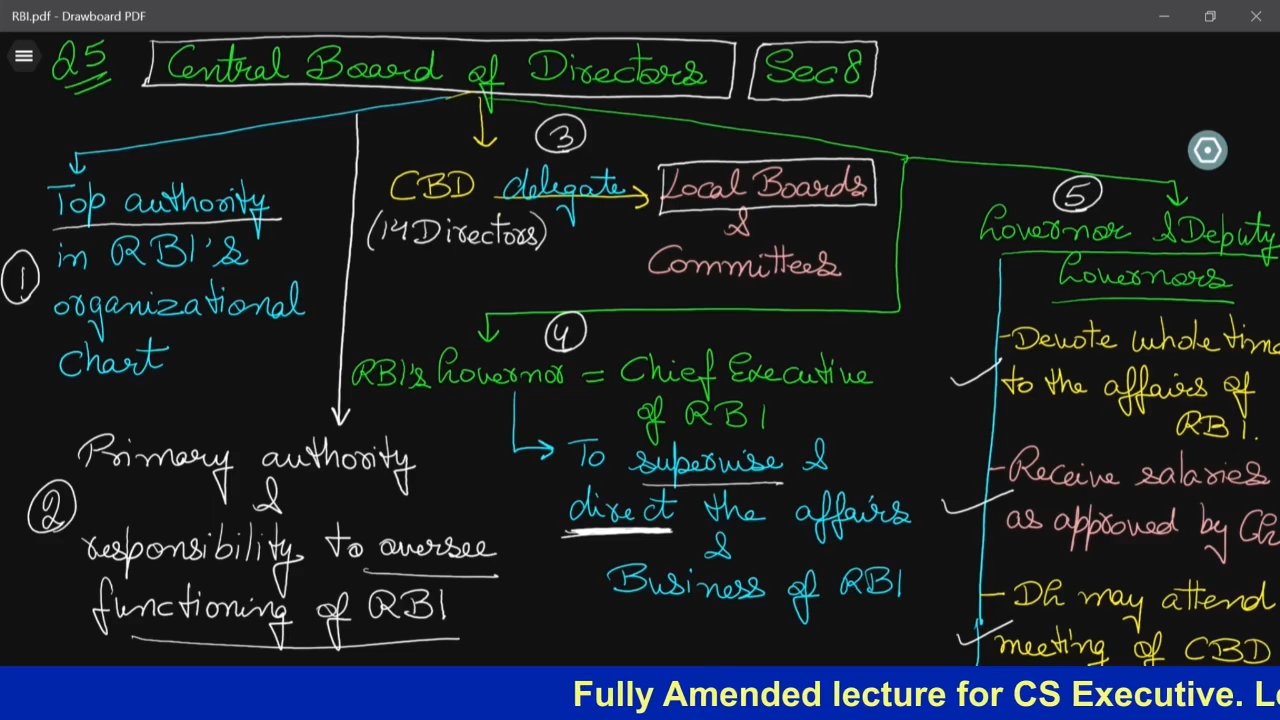 RBI.pdf - Drawboard PDF
25 Central Board of Directors Sec 8
1
Top authority
in RBI's
organizational
chart
2
Primary authority
&
responsibility to oversee
functioning of RBI
3
CBD delegate Local Boards
(14 Directors)
&
Committees
4
RBI's Governor = Chief Executive
of RBI
To supervise &
direct the affairs
&
Business of RBI
5
Governor & Deputy
Governors
- Devote whole time
to the affairs of
RBI.
- Receive salaries
as approved by
- DG may attend
meeting of CBD
Fully Amended lecture for CS Executive.